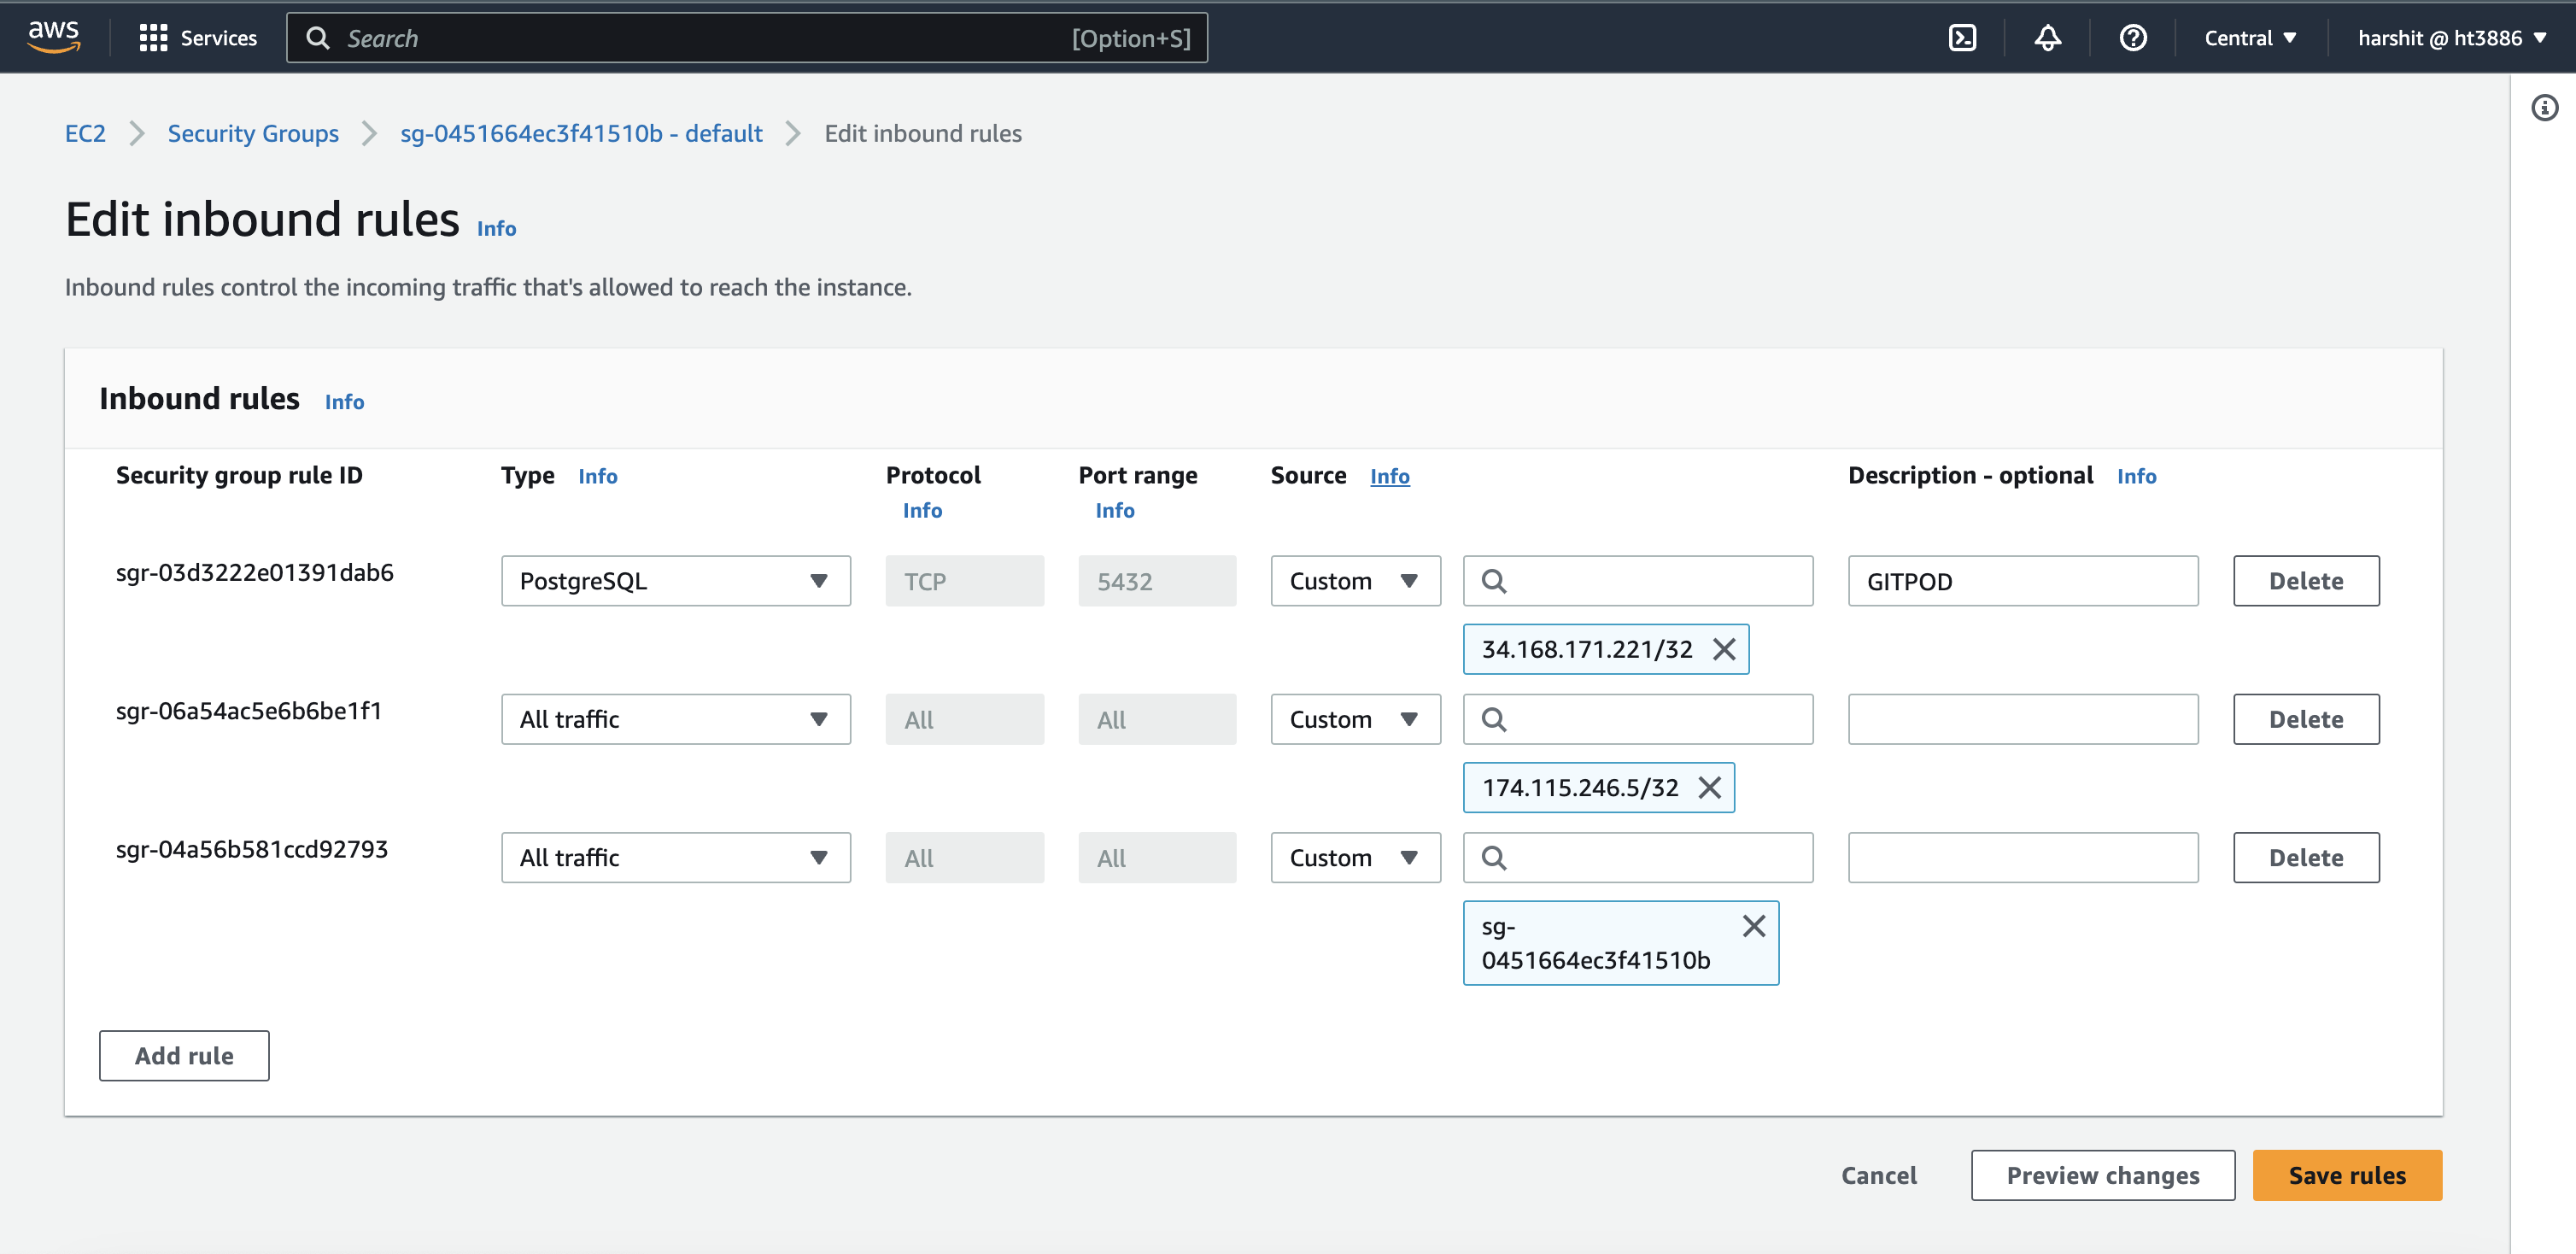 aws
Services
Search
[Option+S]
Central
harshit @ ht3886
EC2
Security Groups
sg-0451664ec3f41510b - default
Edit inbound rules
Edit inbound rules Info
Inbound rules control the incoming traffic that's allowed to reach the instance.
Inbound rules Info
Security group rule ID
Type Info
Protocol
Info
Port range
Info
Source Info
Description - optional Info
sgr-03d3222e01391dab6
PostgreSQL
TCP
5432
Custom
34.168.171.221/32
GITPOD
Delete
sgr-06a54ac5e6b6be1f1
All traffic
All
All
Custom
174.115.246.5/32
Delete
sgr-04a56b581ccd92793
All traffic
All
All
Custom
sg-
0451664ec3f41510b
Delete
Add rule
Cancel
Preview changes
Save rules